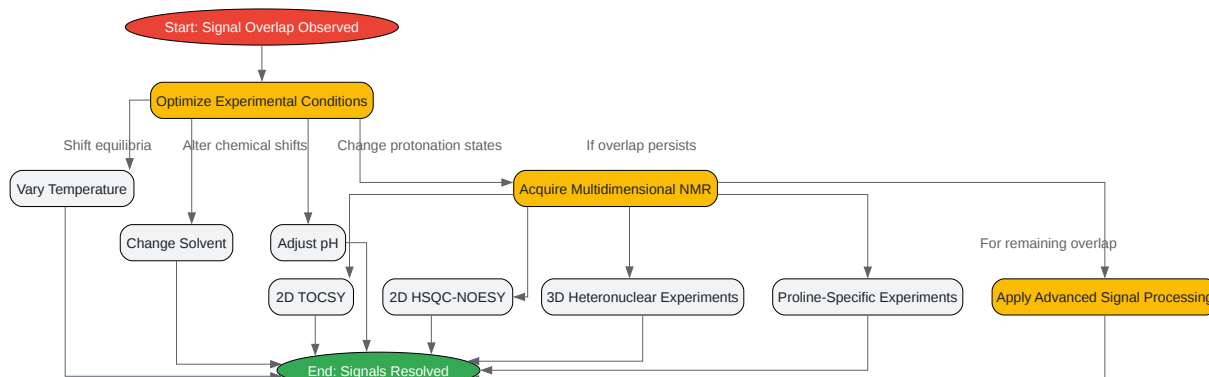 Start: Signal Overlap Observed
Optimize Experimental Conditions
Shift equilibria
Alter chemical shifts
Change protonation states
If overlap persists
Vary Temperature
Acquire Multidimensional NMR
Change Solvent
Adjust pH
For remaining overlap
2D TOCSY
2D HSQC-NOESY
3D Heteronuclear Experiments
Proline-Specific Experiments
Apply Advanced Signal Processing
End: Signals Resolved